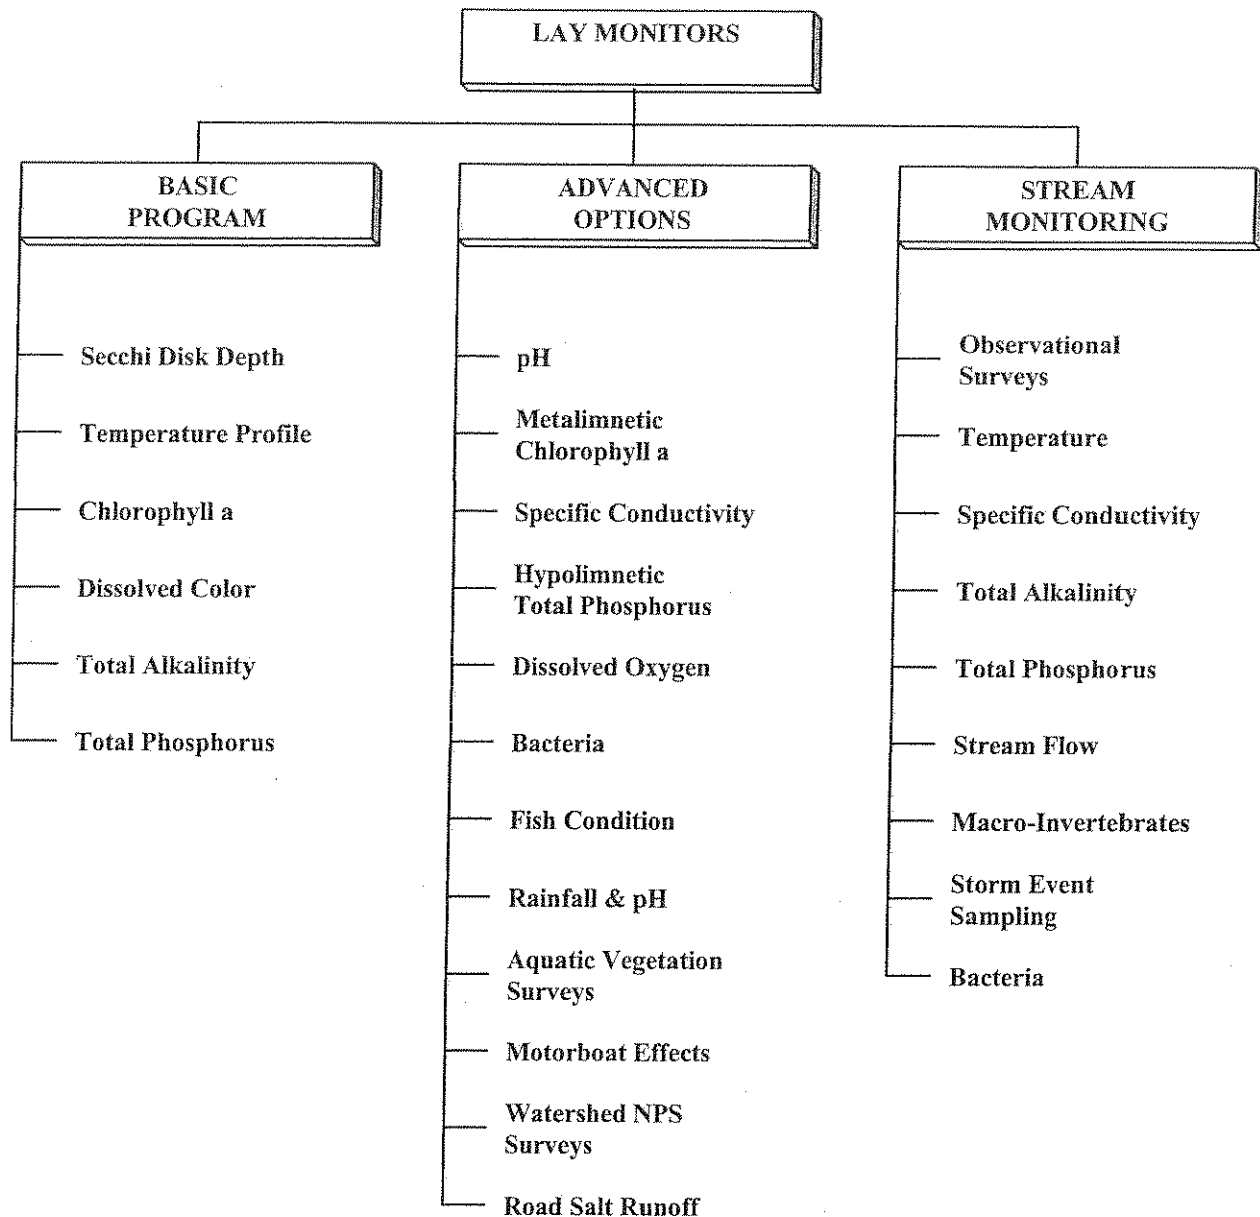 LAY MONITORS
BASIC
PROGRAM
Secchi Disk Depth
Temperature Profile
Chlorophyll a
Dissolved Color
Total Alkalinity
Total Phosphorus
ADVANCED
OPTIONS
pH
Metalimnetic
Chlorophyll a
Specific Conductivity
Hypolimnetic
Total Phosphorus
Dissolved Oxygen
Bacteria
Fish Condition
Rainfall & pH
Aquatic Vegetation
Surveys
Motorboat Effects
Watershed NPS
Surveys
Road Salt Runoff
STREAM
MONITORING
Observational
Surveys
Temperature
Specific Conductivity
Total Alkalinity
Total Phosphorus
Stream Flow
Macro-Invertebrates
Storm Event
Sampling
Bacteria